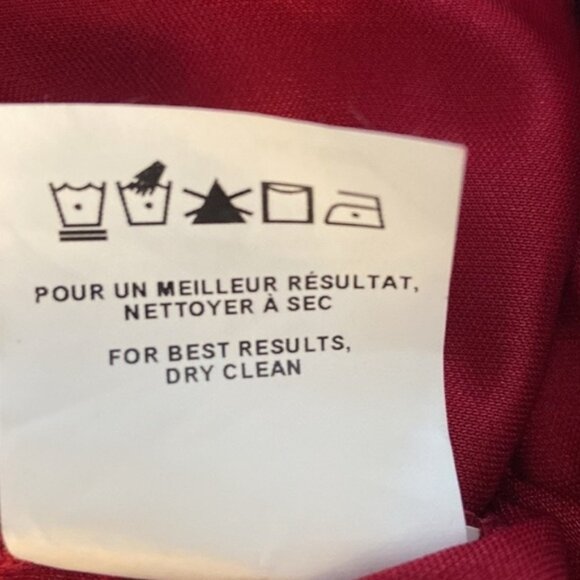 POUR UN MEILLEUR RÉSULTAT,
NETTOYER À SEC
FOR BEST RESULTS,
DRY CLEAN